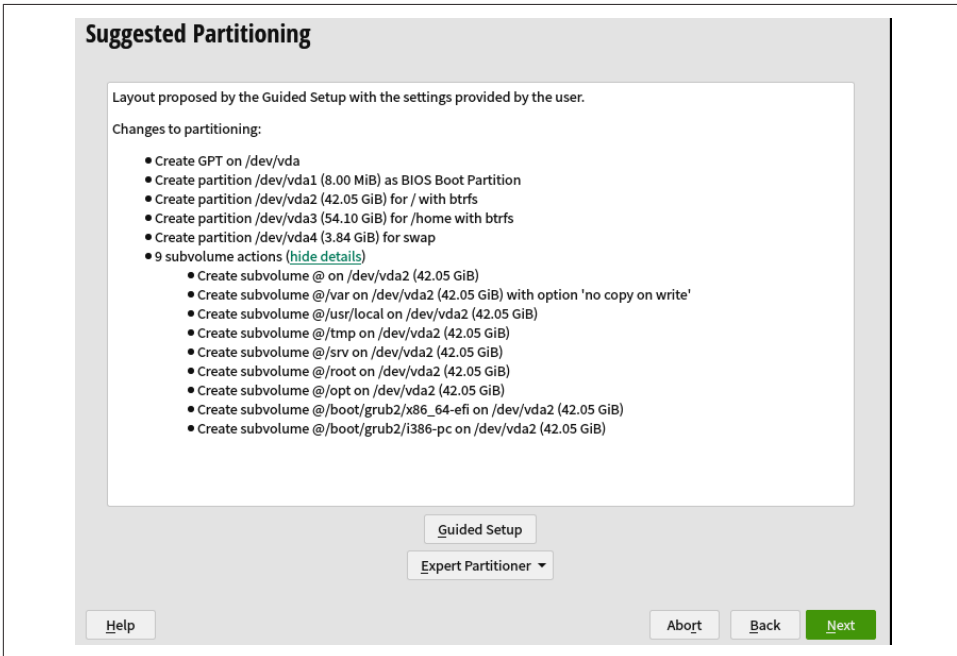 Suggested Partitioning
Layout proposed by the Guided Setup with the settings provided by the user.
Changes to partitioning:
● Create GPT on /dev/vda
● Create partition /dev/vda1 (8.00 MiB) as BIOS Boot Partition
● Create partition /dev/vda2 (42.05 GiB) for / with btrfs
● Create partition /dev/vda3 (54.10 GiB) for /home with btrfs
● Create partition /dev/vda4 (3.84 GiB) for swap
● 9 subvolume actions (hide details)
● Create subvolume @ on /dev/vda2 (42.05 GiB)
● Create subvolume @/var on /dev/vda2 (42.05 GiB) with option 'no copy on write'
● Create subvolume @/usr/local on /dev/vda2 (42.05 GiB)
● Create subvolume @/tmp on /dev/vda2 (42.05 GiB)
● Create subvolume @/srv on /dev/vda2 (42.05 GiB)
● Create subvolume @/root on /dev/vda2 (42.05 GiB)
● Create subvolume @/opt on /dev/vda2 (42.05 GiB)
● Create subvolume @/boot/grub2/x86_64-efi on /dev/vda2 (42.05 GiB)
● Create subvolume @/boot/grub2/i386-pc on /dev/vda2 (42.05 GiB)
Guided Setup
Expert Partitioner
Help Abort Back Next